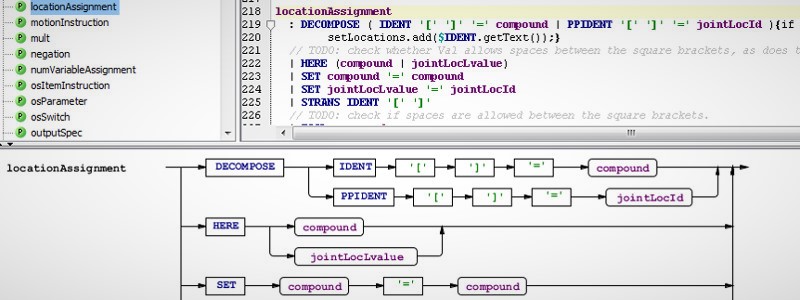 locationAssignment
motionInstruction
mult
negation
numVariableAssignment
osItemInstruction
osParameter
osSwitch
outputSpec
218 locationAssignment
219 : DECOMPOSE ( IDENT '[' ']' '=' compound | PPIDENT '[' ']' '=' jointLocId ){if
220 setLocations.add($IDENT.getText());}
221 // TODO: check whether Val allows spaces between the square brackets, as does
222 | HERE (compound | jointLocLvalue)
223 | SET compound '=' compound
224 | SET jointLocLvalue '=' jointLocId
225 | STRANS IDENT '[' ']'
226 // TODO: check if spaces are allowed between the square brackets.
locationAssignment
DECOMPOSE IDENT '[' ']' '=' compound
PPIDENT '[' ']' '=' jointLocId
HERE compound
jointLocLvalue
SET compound '=' compound